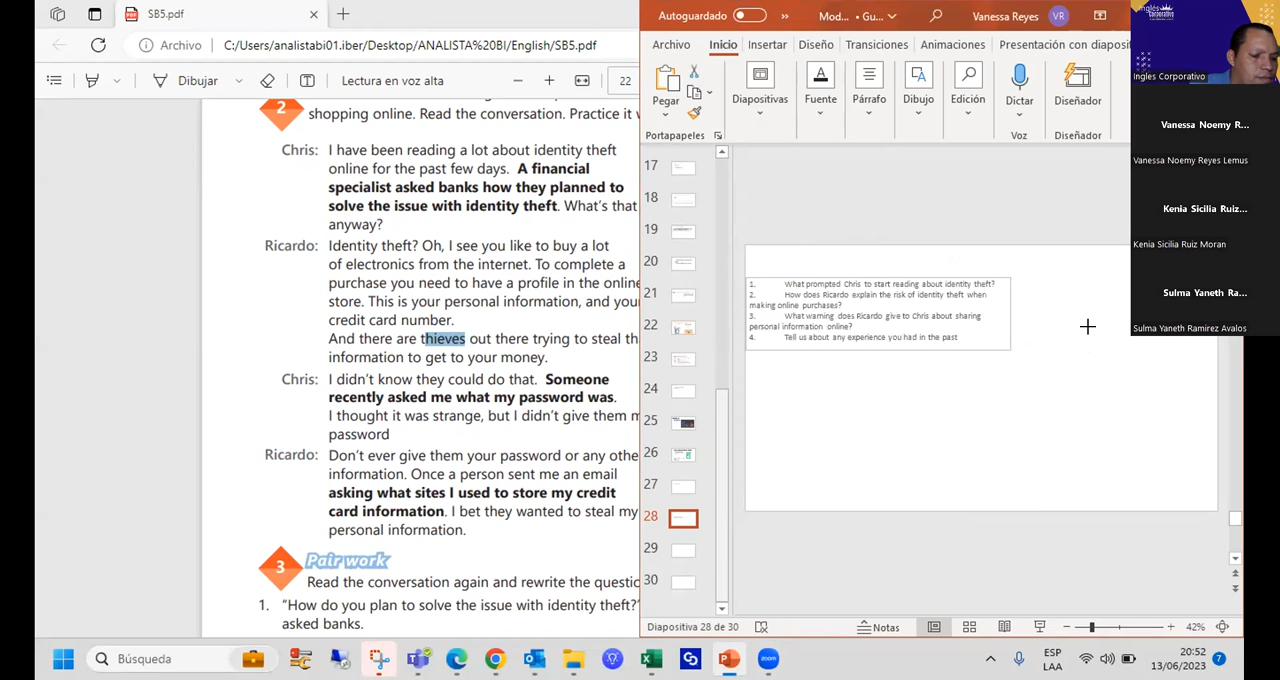 SB5.pdf
Archivo
C:/Users/analistabi01.iber/Desktop/ANALISTA%20BI/English/SB5.pdf
Dibujar
Lectura en voz alta
22
2
shopping online. Read the conversation. Practice it
Chris: I have been reading a lot about identity theft
online for the past few days. A financial
specialist asked banks how they planned to
solve the issue with identity theft. What's that
anyway?
Ricardo: Identity theft? Oh, I see you like to buy a lot
of electronics from the internet. To complete a
purchase you need to have a profile in the online
store. This is your personal information, and you
credit card number.
And there are thieves out there trying to steal th
information to get to your money.
Chris: I didn't know they could do that. Someone
recently asked me what my password was.
I thought it was strange, but I didn't give them m
password
Ricardo: Don't ever give them your password or any othe
information. Once a person sent me an email
asking what sites I used to store my credit
card information. I bet they wanted to steal my
personal information.
3 Pair work
Read the conversation again and rewrite the questio
1. "How do you plan to solve the issue with identity theft?"
asked banks.
Autoguardado
Mod... • Gu...
Vanessa Reyes
VR
Archivo Inicio Insertar Diseño Transiciones Animaciones Presentación con diaposi
Pegar
Diapositivas
Fuente
Párrafo
Dibujo
Edición
Dictar
Diseñador
Portapapeles
Voz
Diseñador
17
18
19
20
21
22
23
24
25
26
27
28
29
30
1. What prompted Chris to start reading about identity theft?
2. How does Ricardo explain the risk of identity theft when
making online purchases?
3. What warning does Ricardo give to Chris about sharing
personal information online?
4. Tell us about any experience you had in the past
Diapositiva 28 de 30
Notas
42%
Inglés
Corporativo
Ingles Corporativo
Vanessa Noemy R...
Vanessa Noemy Reyes Lemus
Kenia Sicilia Ruiz...
Kenia Sicilia Ruiz Moran
Sulma Yaneth Ra...
Sulma Yaneth Ramirez Avalos
Búsqueda
ESP
LAA
20:52
13/06/2023
7